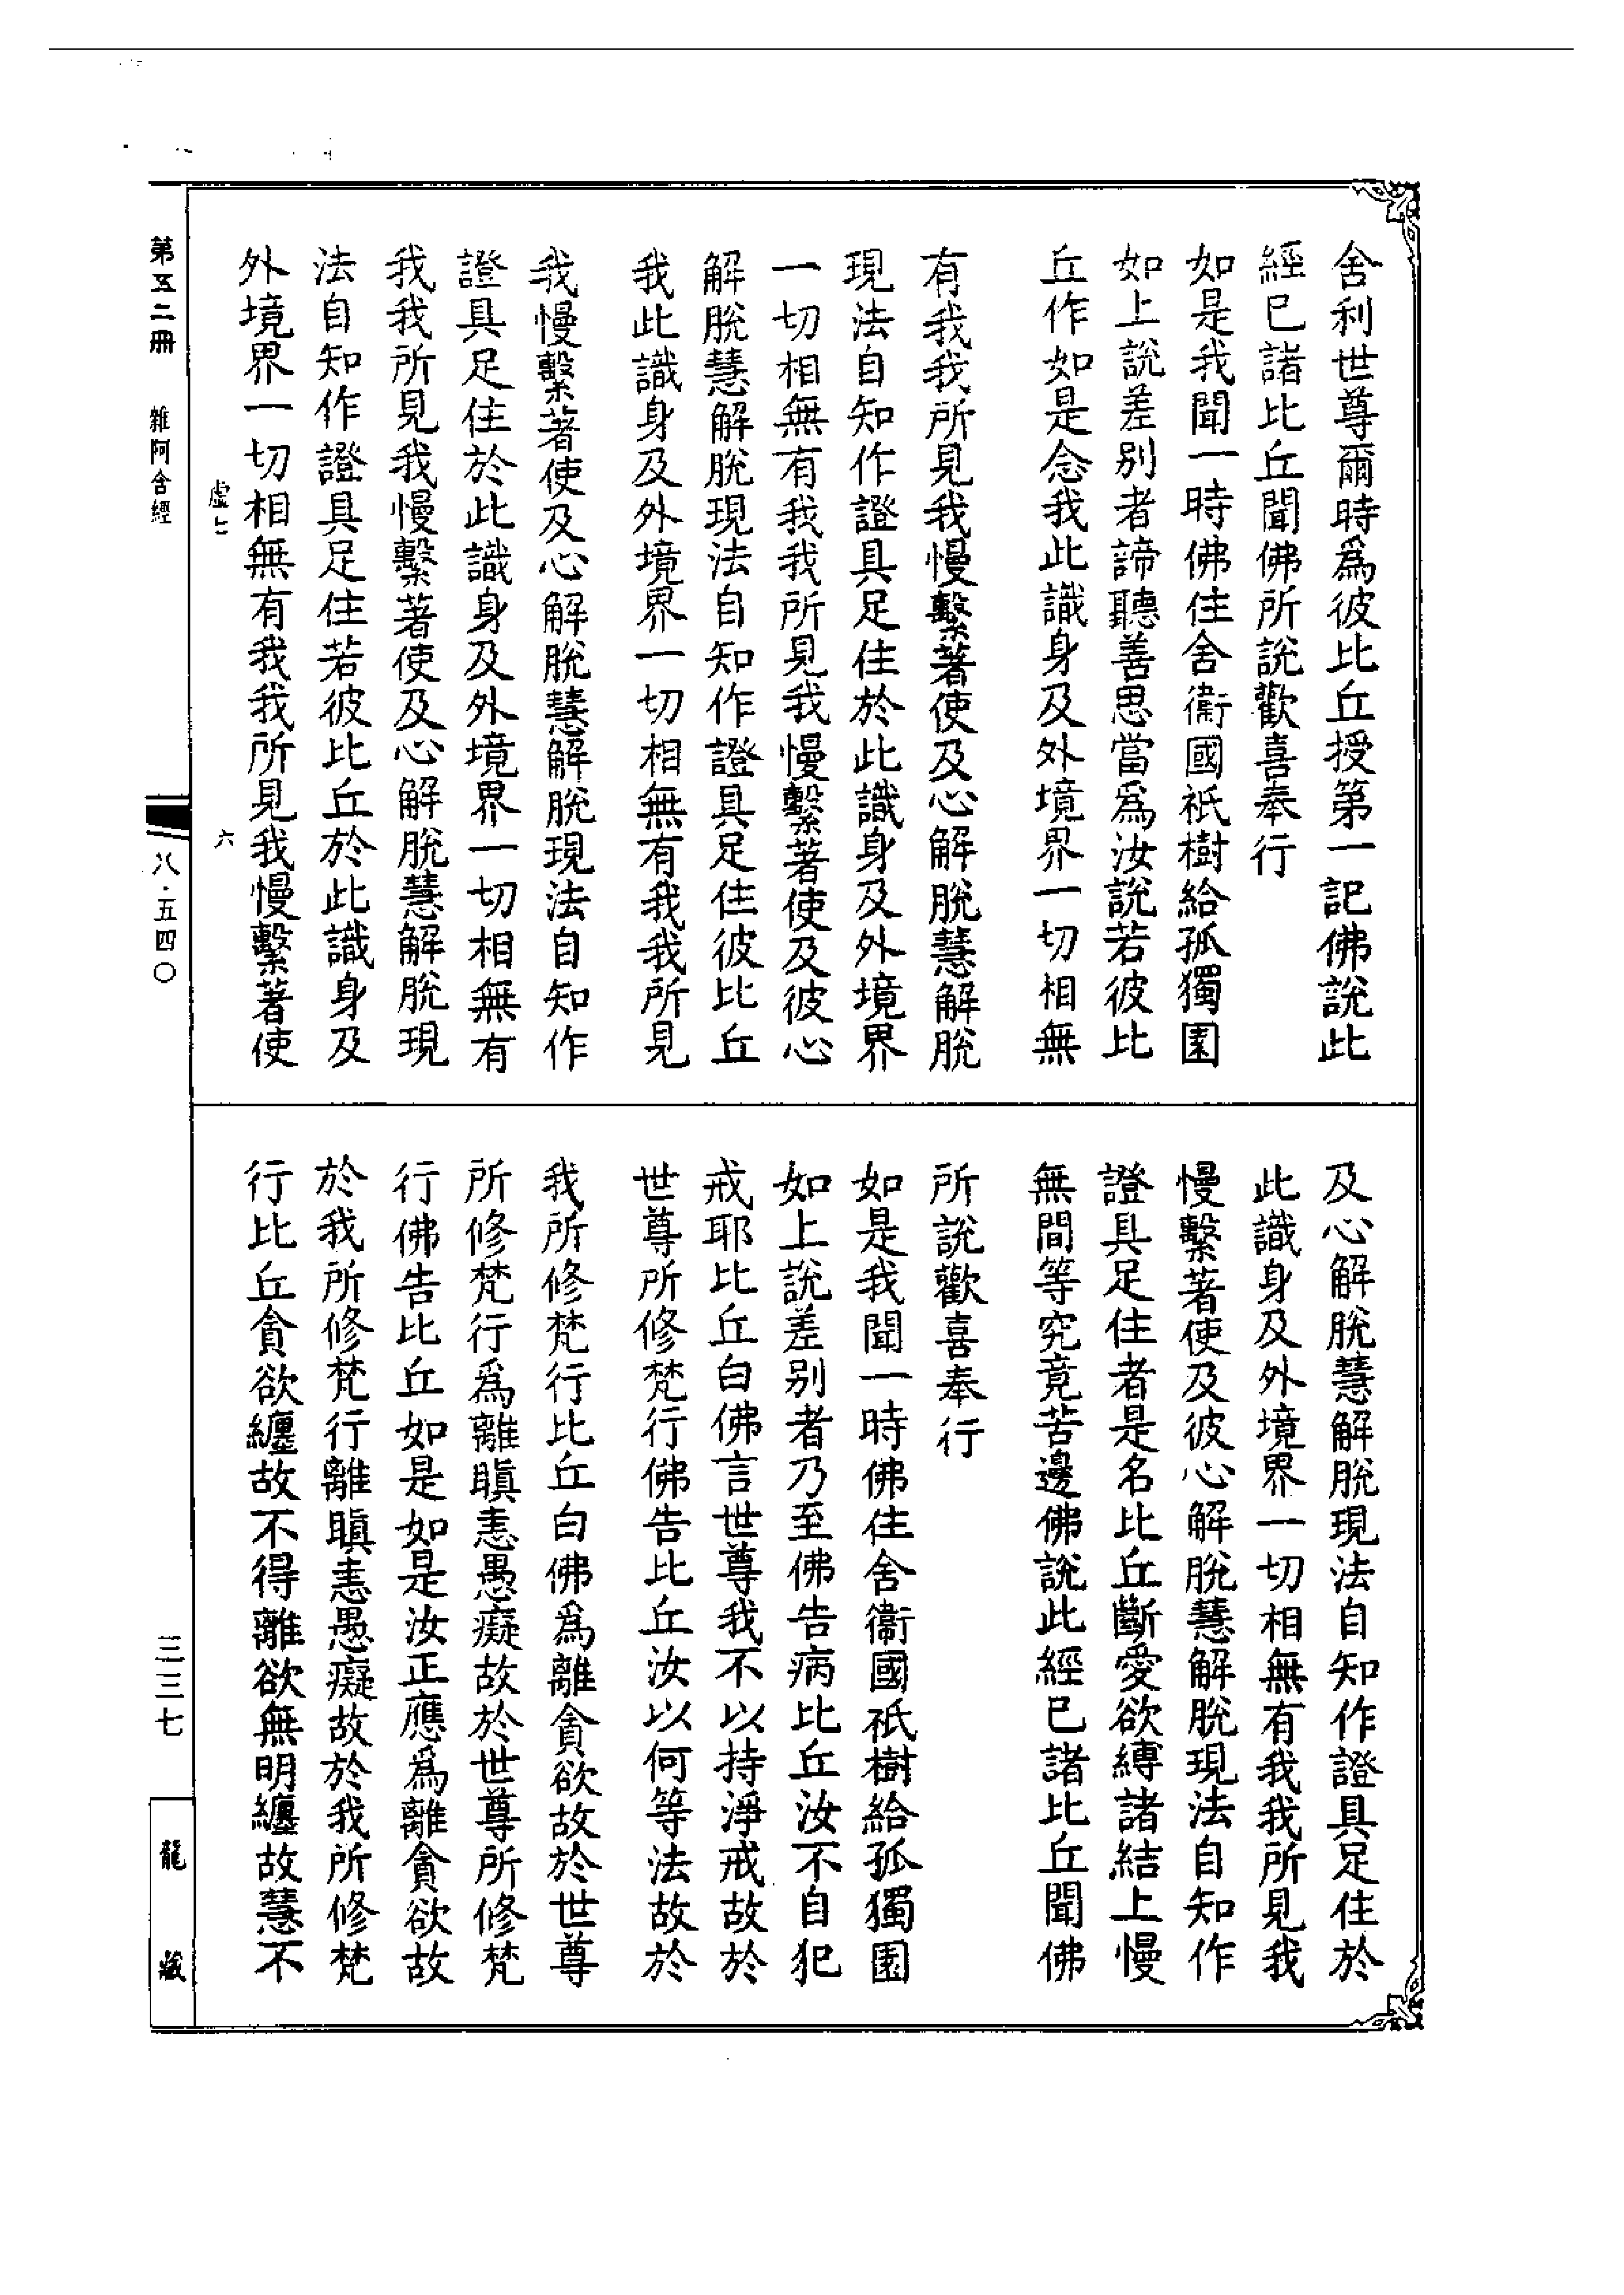 舍利世尊爾時爲彼比丘授第一記佛說此
經已諸比丘聞佛所說歡喜奉行
如是我聞一時佛住舍衞國祇樹給孤獨園
如上說差別者諦聽善思當爲汝說若彼比
丘作如是念我此識身及外境界一切相無
有我我所見我慢繫著使及心解脫慧解脫
現法自知作證具足住於此識身及外境界
一切相無有我我所見我慢繫著使及彼心
解脫慧解脫現法自知作證具足住彼比丘
我此識身及外境界一切相無有我我所見
我慢繫著使及心解脫慧解脫現法自知作
證具足住於此識身及外境界一切相無有
我我所見我慢繫著使及心解脫慧解脫現
法自知作證具足住若彼比丘於此識身及
外境界一切相無有我我所見我慢繫著使
虛七
六
及心解脫慧解脫現法自知作證具足住於
此識身及外境界一切相無有我我所見我
慢繫著使及彼心解脫慧解脫現法自知作
證具足住者是名比丘斷愛欲縛諸結上慢
無間等究竟苦邊佛說此經已諸比丘聞佛
所說歡喜奉行
如是我聞一時佛住舍衞國祇樹給孤獨園
如上說差別者乃至佛告病比丘汝不自犯
戒耶比丘白佛言世尊我不以持淨戒故於
世尊所修梵行佛告比丘汝以何等法故於
我所修梵行比丘白佛爲離貪欲故於世尊
所修梵行爲離瞋恚愚癡故於世尊所修梵
行佛告比丘如是如是汝正應爲離貪欲故
於我所修梵行離瞋恚愚癡故於我所修梵
行比丘貪欲纏故不得離欲無明纏故慧不
第五二冊 雜阿含經
八·五四〇
三三七
龍藏